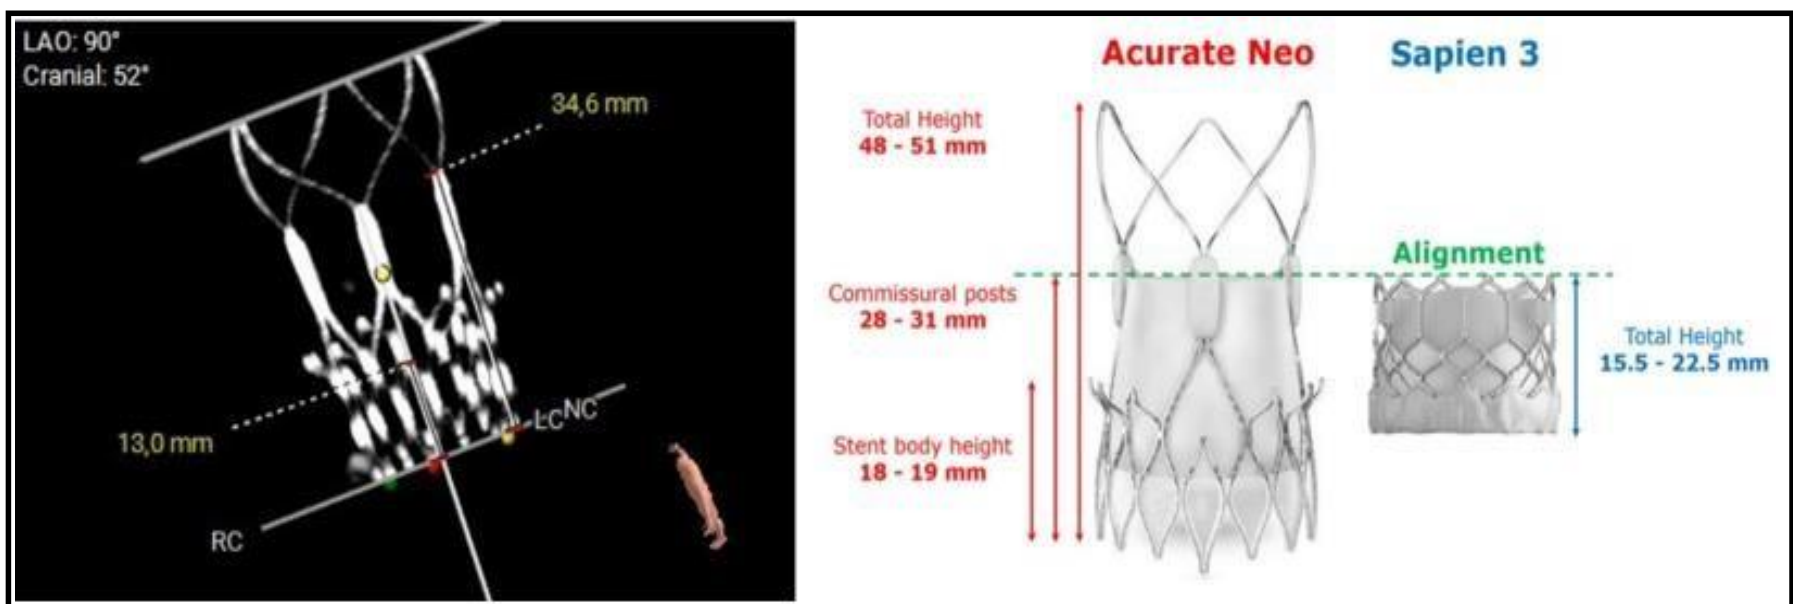 LAO: 90°
Cranial: 52°
34,6 mm
13,0 mm
LC
NC
RC
Acurate Neo
Sapien 3
Total Height
48 - 51 mm
Alignment
Commissural posts
28 - 31 mm
Total Height
15.5 - 22.5 mm
Stent body height
18 - 19 mm